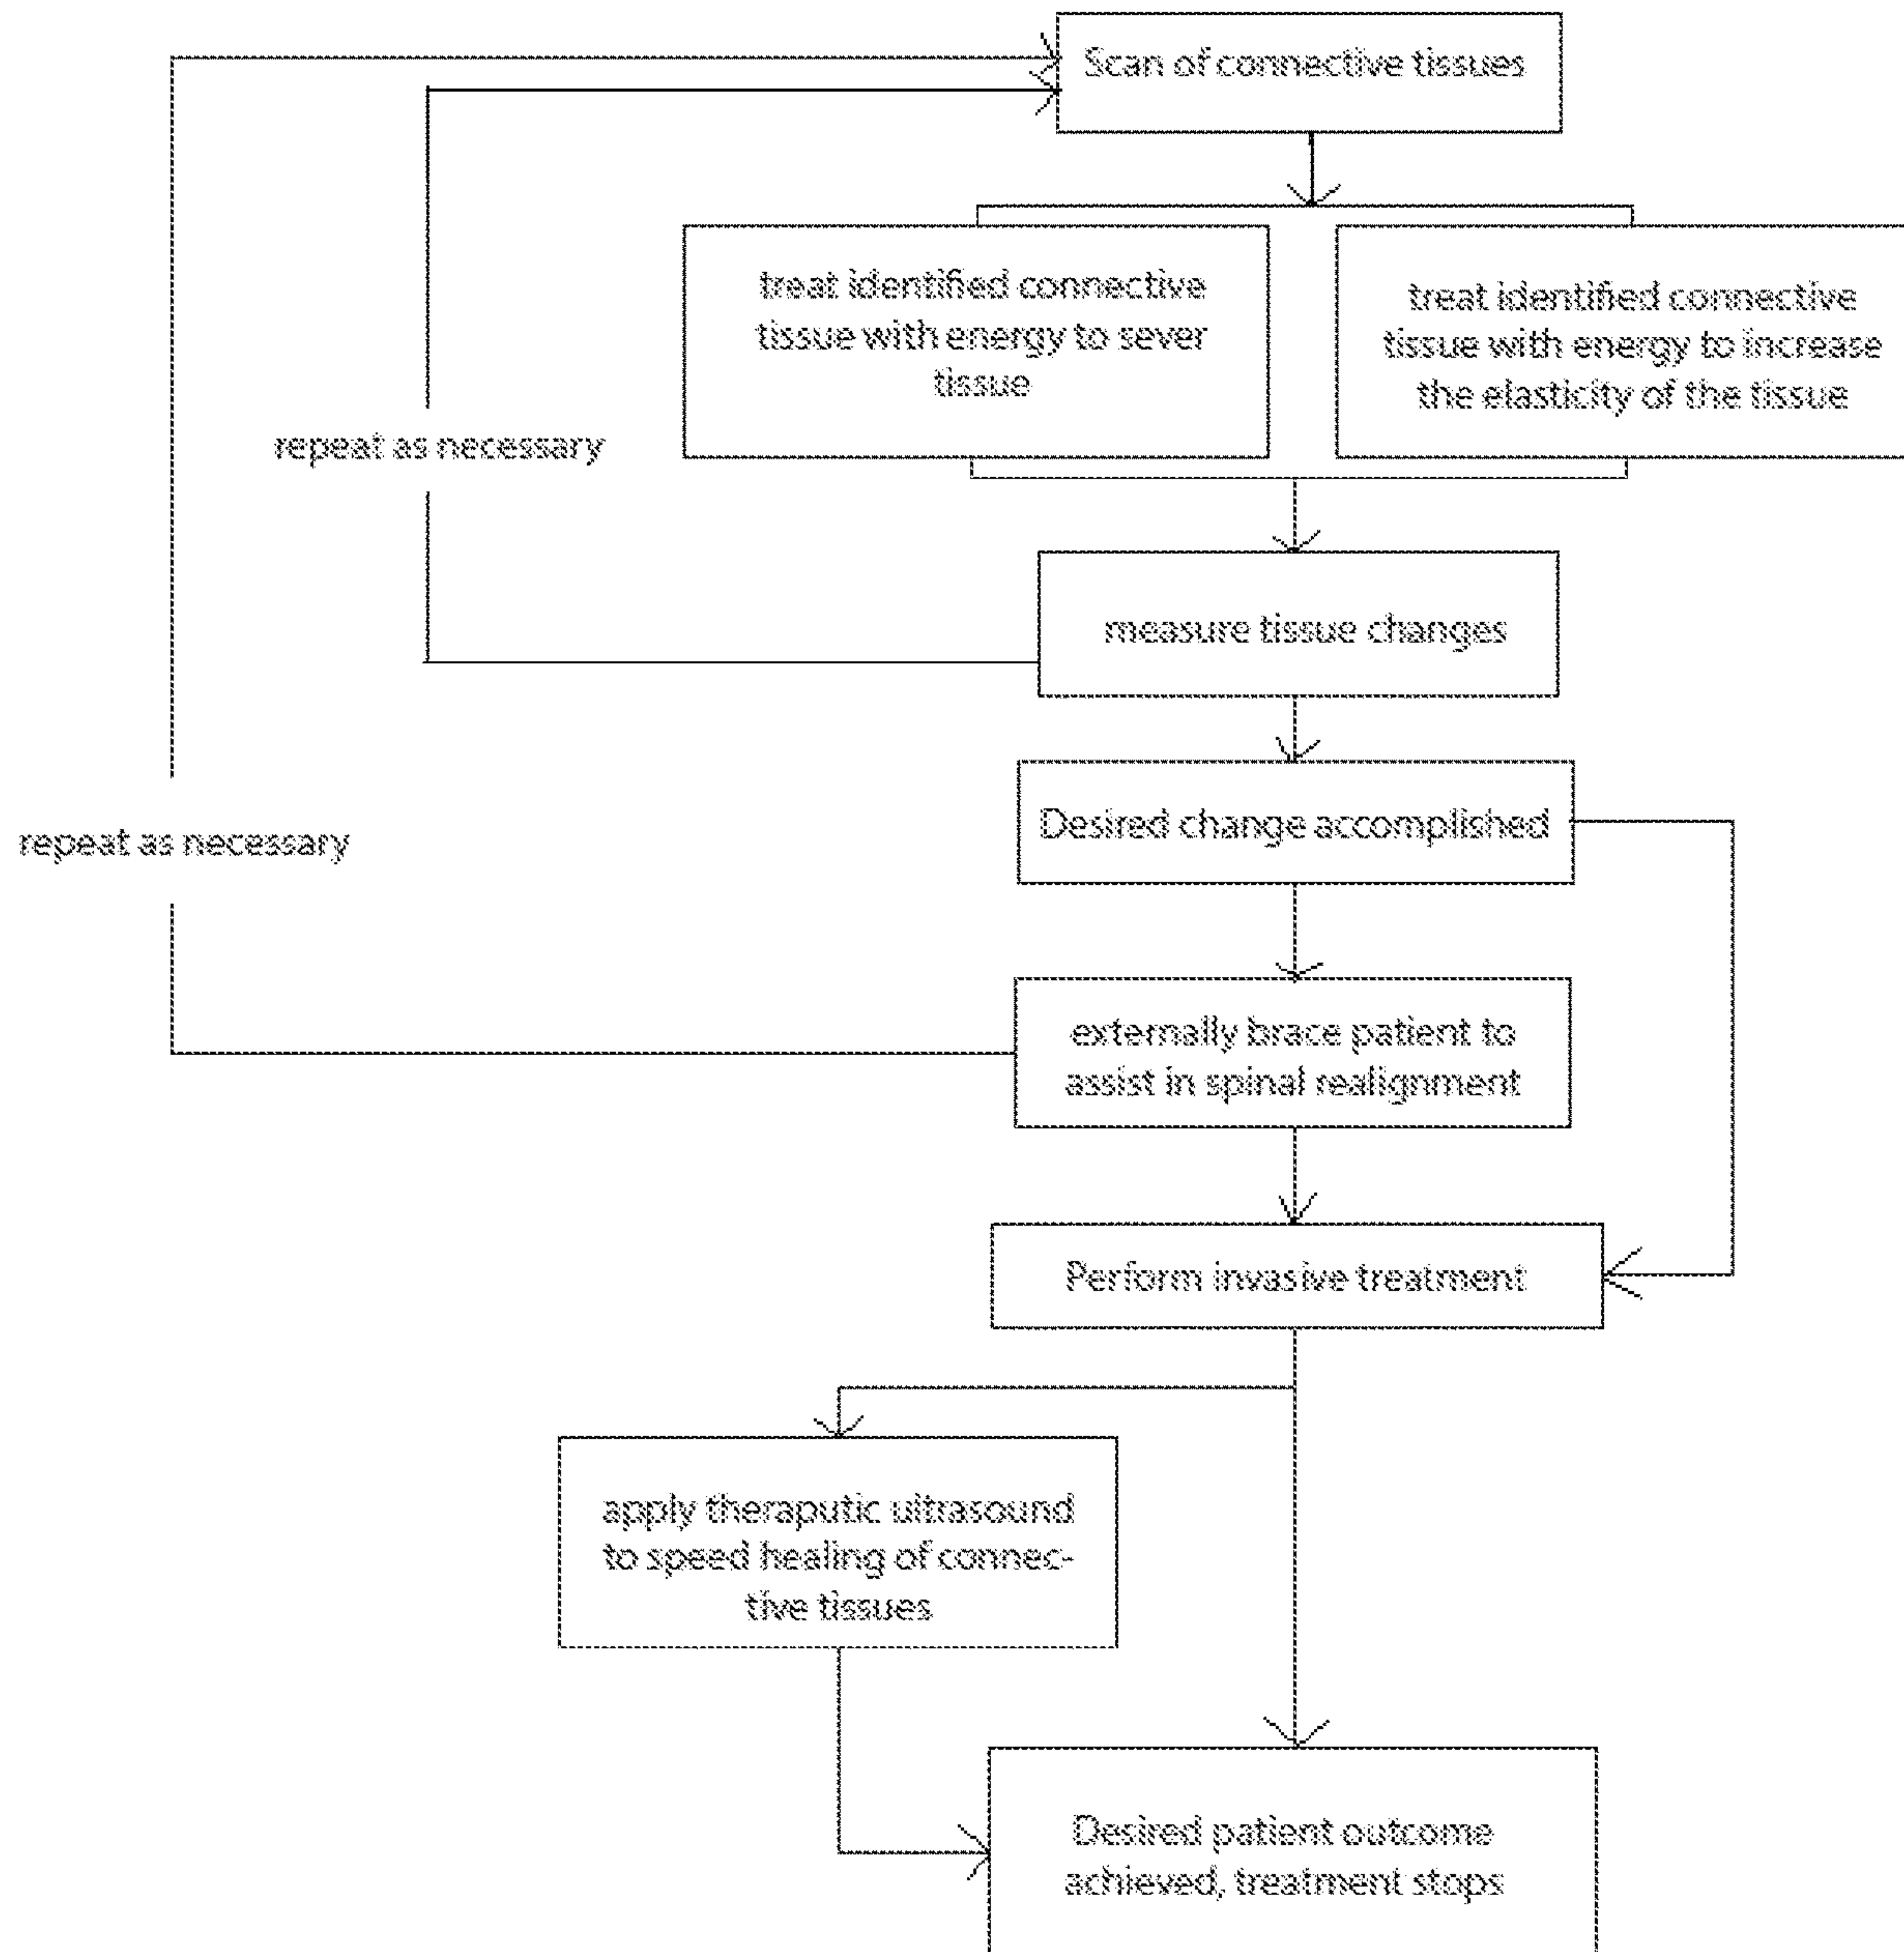 Scan of connective tissues
treat identified connective
tissue with energy to sever
tissue
treat identified connective
tissue with energy to increase
the elasticity of the tissue
repeat as necessary
measure tissue changes
Desired change accomplished
repeat as necessary
externally brace patient to
assist in spinal realignment
Perform invasive treatment
apply theraputic ultrasound
to speed healing of connec-
tive tissues
Desired patient outcome
achieved, treatment stops